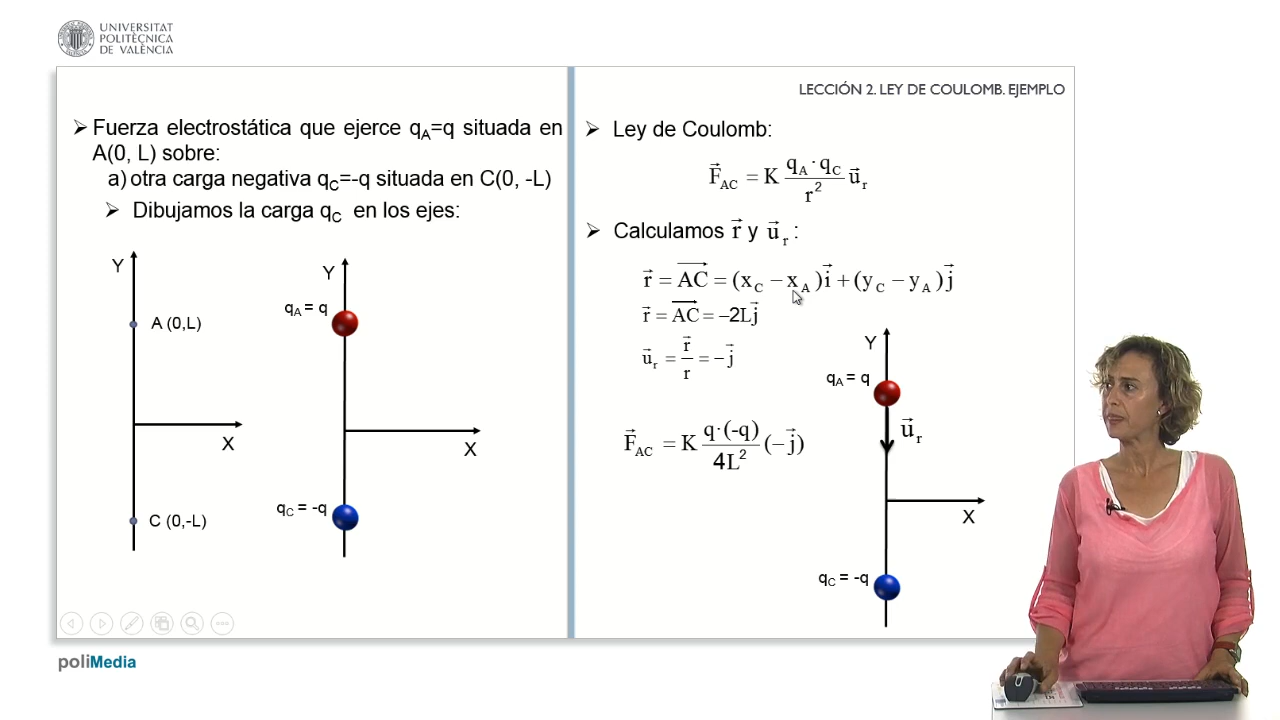 UNIVERSITAT
POLITÈCNICA
DE VALÈNCIA
LECCIÓN 2. LEY DE COULOMB. EJEMPLO
➢ Fuerza electrostática que ejerce qA=q situada en
A(0, L) sobre:
a) otra carga negativa qC=-q situada en C(0, -L)
➢ Dibujamos la carga qC en los ejes:
Y
A (0,L)
X
C (0,-L)
Y
qA = q
X
qC = -q
➢ Ley de Coulomb:
F⃗AC = K (qA · qC)/r² u⃗r
➢ Calculamos r⃗ y u⃗r :
r⃗ = AC⃗ = (xC − xA) i⃗ + (yC − yA) j⃗
r⃗ = AC⃗ = −2L j⃗
u⃗r = r⃗/r = − j⃗
F⃗AC = K (q·(-q))/4L² (− j⃗)
Y
qA = q
u⃗r
X
qC = -q
poliMedia